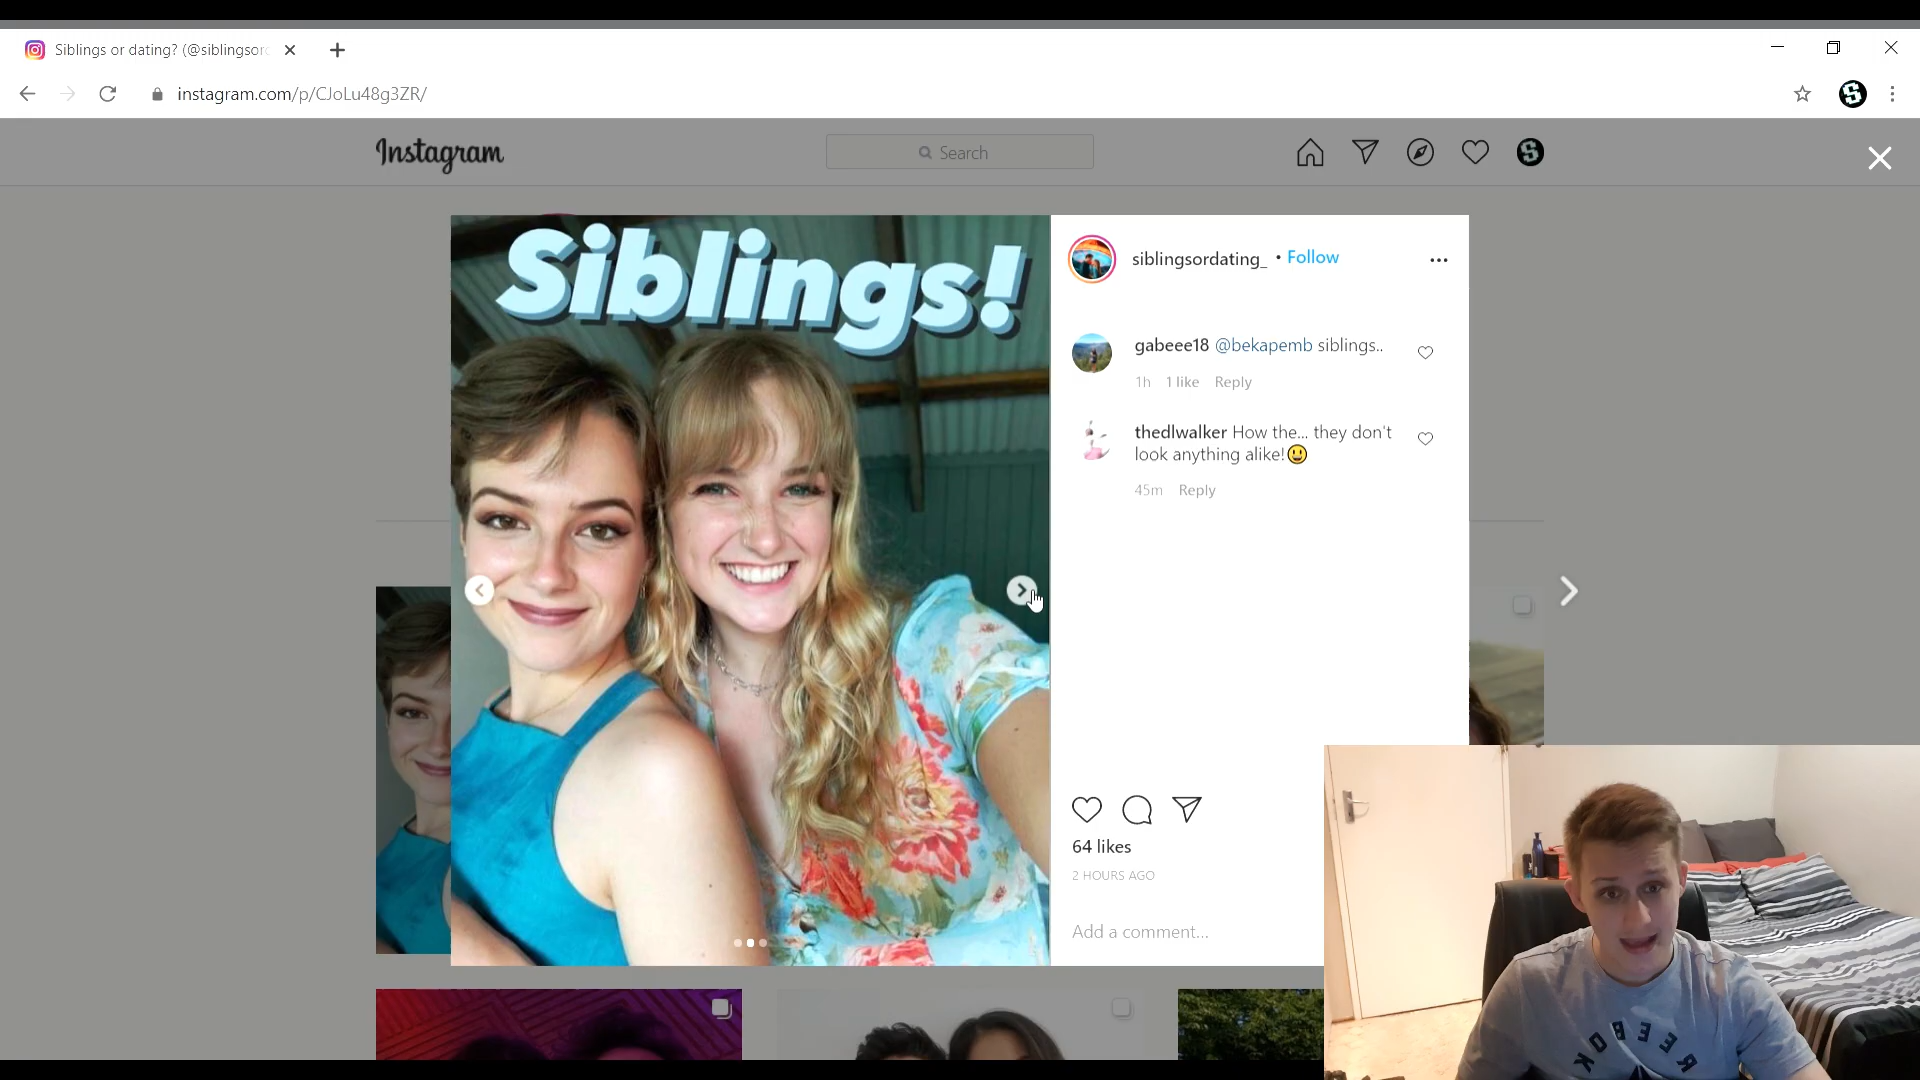 Siblings or dating? (@siblingsor
instagram.com/p/CJoLu48g3ZR/
Instagram
Search
Siblings!
siblingsordating_ • Follow
gabeee18 @bekapemb siblings..
1h 1 like Reply
thedlwalker How the... they don't
look anything alike!😃
45m Reply
64 likes
2 HOURS AGO
Add a comment...
REEBOK